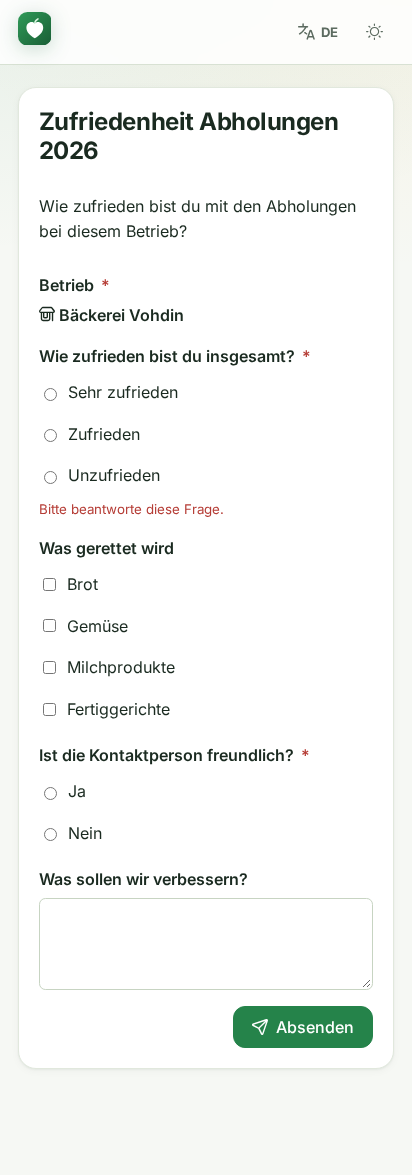 DE
Zufriedenheit Abholungen
2026
Wie zufrieden bist du mit den Abholungen
bei diesem Betrieb?
Betrieb *
Bäckerei Vohdin
Wie zufrieden bist du insgesamt? *
Sehr zufrieden
Zufrieden
Unzufrieden
Bitte beantworte diese Frage.
Was gerettet wird
Brot
Gemüse
Milchprodukte
Fertiggerichte
Ist die Kontaktperson freundlich? *
Ja
Nein
Was sollen wir verbessern?
Absenden